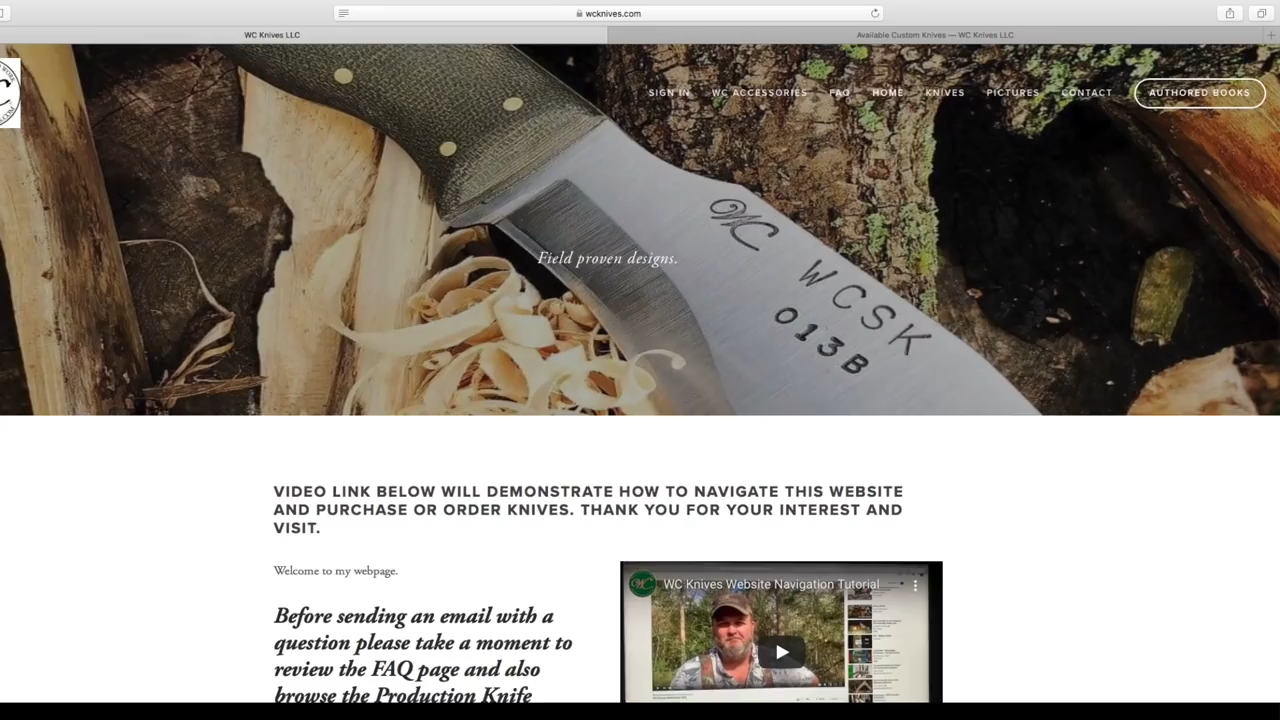 wcknives.com
WC Knives LLC
Available Custom Knives — WC Knives LLC
SIGN IN WC ACCESSORIES FAQ HOME KNIVES PICTURES CONTACT AUTHORED BOOKS
WC
WCSK
013B
Field proven designs.
VIDEO LINK BELOW WILL DEMONSTRATE HOW TO NAVIGATE THIS WEBSITE
AND PURCHASE OR ORDER KNIVES. THANK YOU FOR YOUR INTEREST AND
VISIT.
Welcome to my webpage.
Before sending an email with a
question please take a moment to
review the FAQ page and also
browse the Production Knife
WC Knives Website Navigation Tutorial